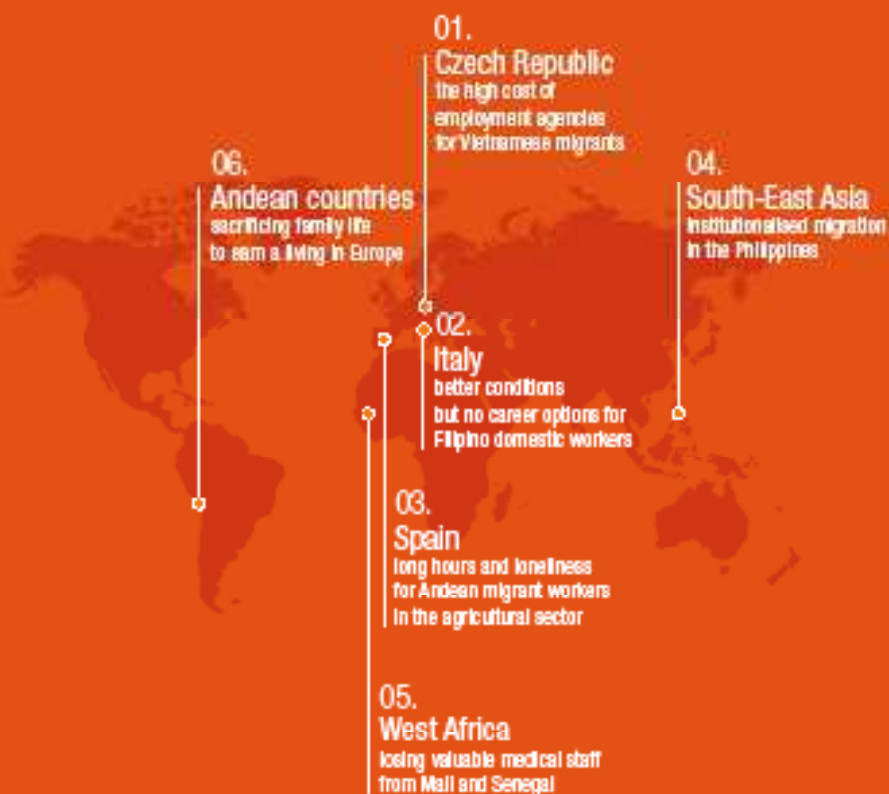 01.
Czech Republic
the high cost of
employment agencies
for Vietnamese migrants
06.
Andean countries
sacrificing family life
to earn a living in Europe
04.
South-East Asia
institutionalised migration
in the Philippines
02.
Italy
better conditions
but no career options for
Filipino domestic workers
03.
Spain
long hours and loneliness
for Andean migrant workers
in the agricultural sector
05.
West Africa
losing valuable medical staff
from Mali and Senegal